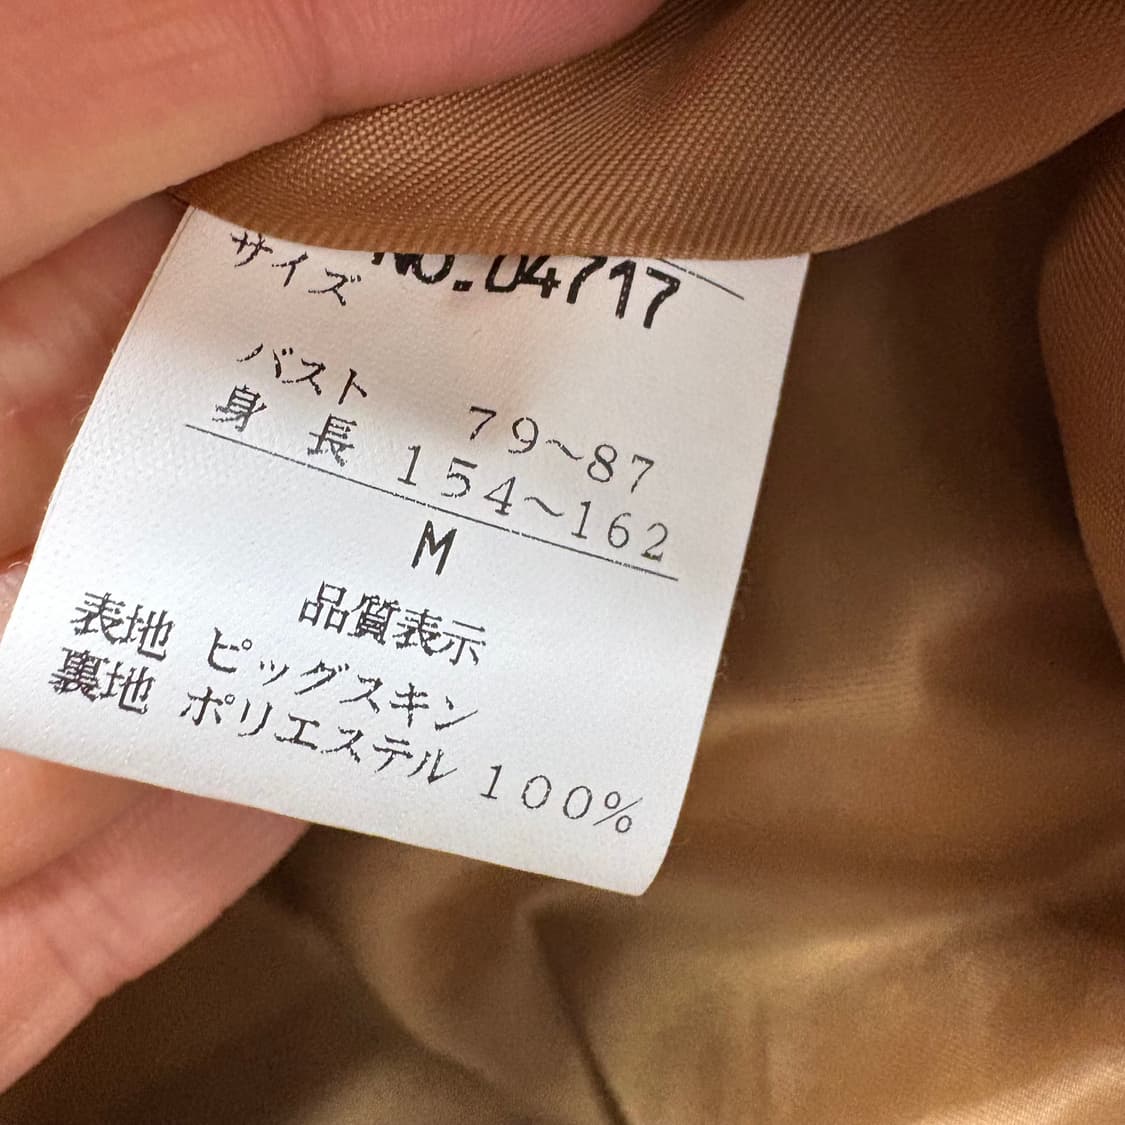 NO.04717
サイズ
バスト 79~87
身長 154~162
M
品質表示
表地 ピッグスキン
裏地 ポリエステル 100%